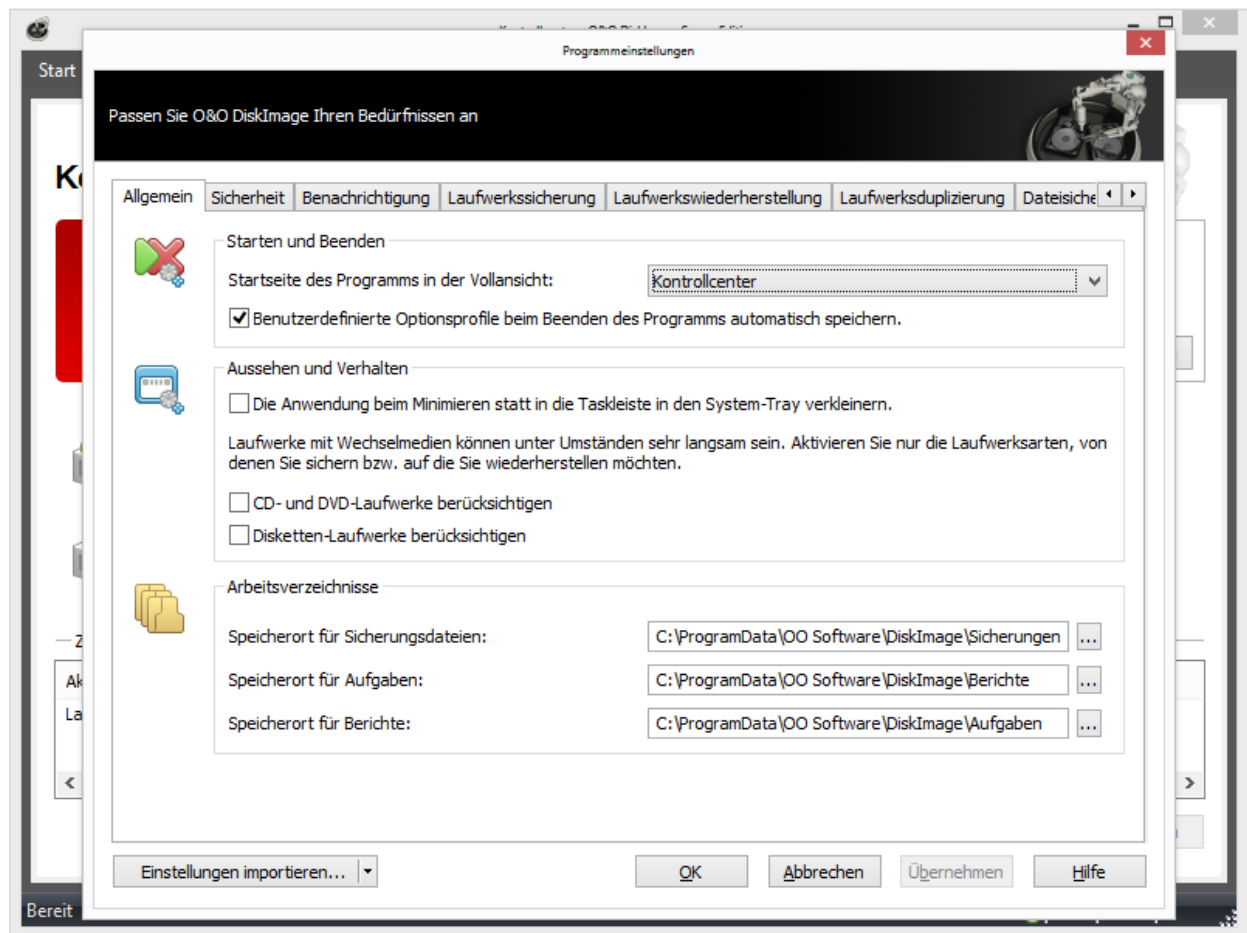 Programmeinstellungen
Start
Passen Sie O&O DiskImage Ihren Bedürfnissen an
Allgemein Sicherheit Benachrichtigung Laufwerkssicherung Laufwerkswiederherstellung Laufwerksduplizierung Dateisiche
Starten und Beenden
Startseite des Programms in der Vollansicht: Kontrollcenter
Benutzerdefinierte Optionsprofile beim Beenden des Programms automatisch speichern.
Aussehen und Verhalten
Die Anwendung beim Minimieren statt in die Taskleiste in den System-Tray verkleinern.
Laufwerke mit Wechselmedien können unter Umständen sehr langsam sein. Aktivieren Sie nur die Laufwerksarten, von
denen Sie sichern bzw. auf die Sie wiederherstellen möchten.
CD- und DVD-Laufwerke berücksichtigen
Disketten-Laufwerke berücksichtigen
Arbeitsverzeichnisse
Speicherort für Sicherungsdateien: C:\ProgramData\OO Software\DiskImage\Sicherungen ...
Speicherort für Aufgaben: C:\ProgramData\OO Software\DiskImage\Berichte ...
Speicherort für Berichte: C:\ProgramData\OO Software\DiskImage\Aufgaben ...
Einstellungen importieren... OK Abbrechen Übernehmen Hilfe
Bereit